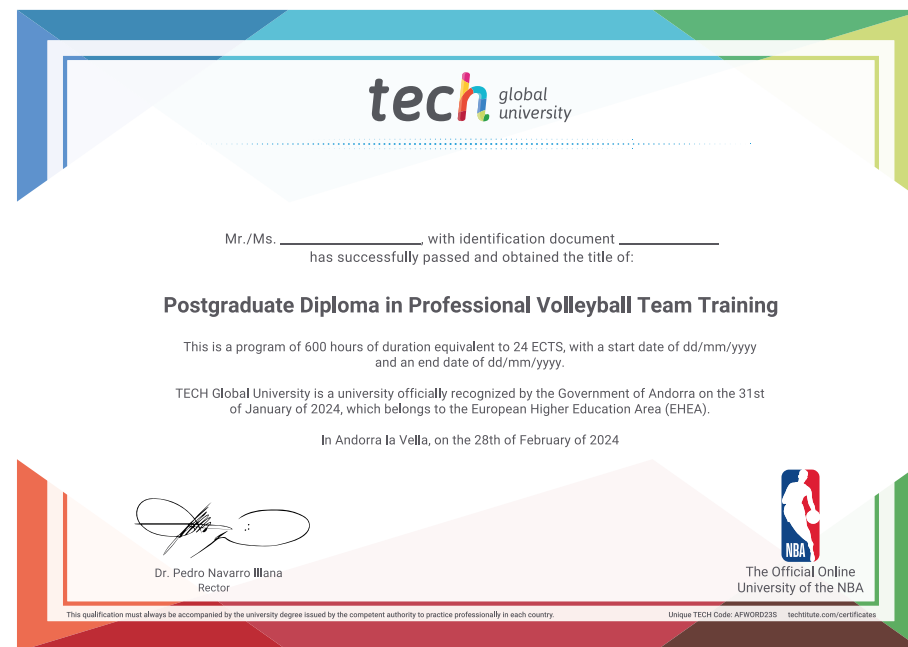 tech global
university
Mr./Ms. ____________, with identification document ____________
has successfully passed and obtained the title of:
Postgraduate Diploma in Professional Volleyball Team Training
This is a program of 600 hours of duration equivalent to 24 ECTS, with a start date of dd/mm/yyyy
and an end date of dd/mm/yyyy.
TECH Global University is a university officially recognized by the Government of Andorra on the 31st
of January of 2024, which belongs to the European Higher Education Area (EHEA).
In Andorra la Vella, on the 28th of February of 2024
Dr. Pedro Navarro Illana
Rector
NBA
The Official Online
University of the NBA
This qualification must always be accompanied by the university degree issued by the competent authority to practice professionally in each country.
Unique TECH Code: AFWORD23S techtitute.com/certificates